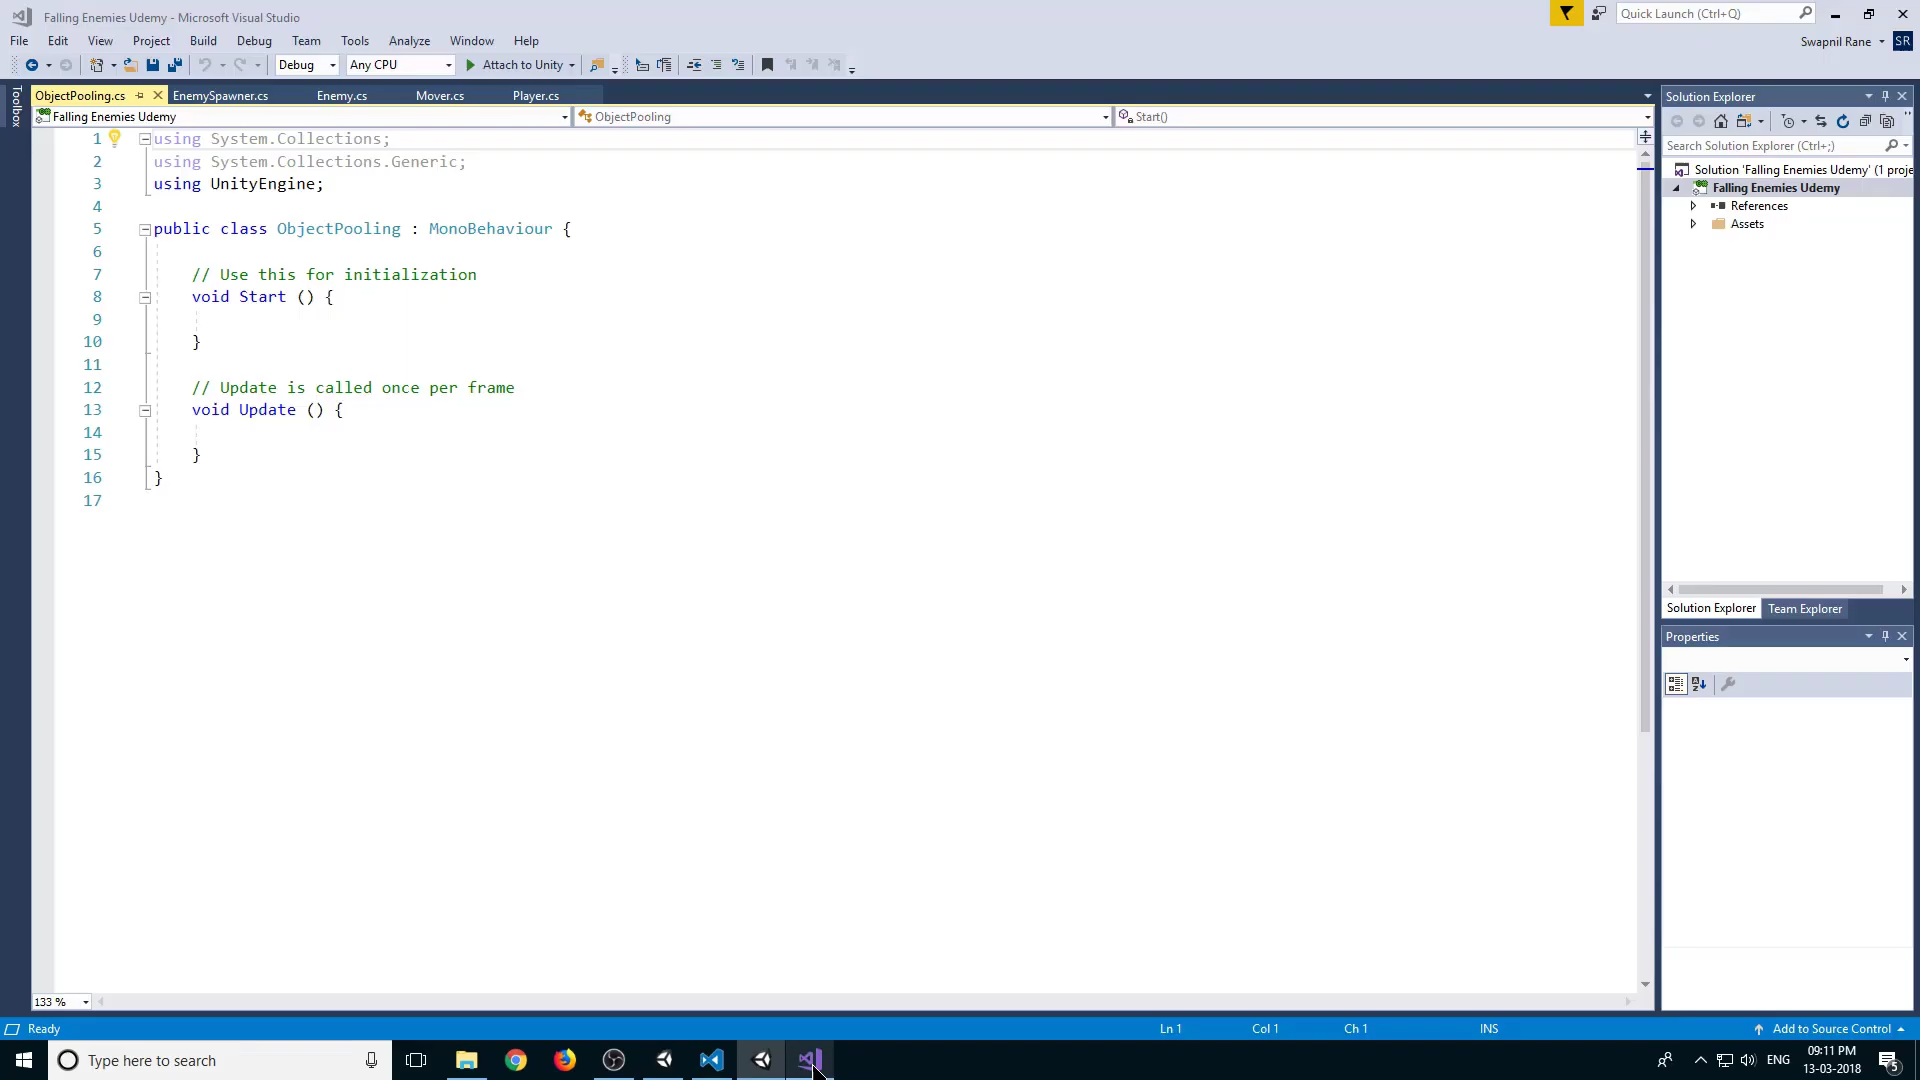 Falling Enemies Udemy - Microsoft Visual Studio
Quick Launch (Ctrl+Q)
File Edit View Project Build Debug Team Tools Analyze Window Help
Swapnil Rane SR
Debug Any CPU Attach to Unity
Toolbox
ObjectPooling.cs EnemySpawner.cs Enemy.cs Mover.cs Player.cs
Falling Enemies Udemy ObjectPooling Start()
1 using System.Collections;
2 using System.Collections.Generic;
3 using UnityEngine;
4
5 public class ObjectPooling : MonoBehaviour {
6
7 // Use this for initialization
8 void Start () {
9
10 }
11
12 // Update is called once per frame
13 void Update () {
14
15 }
16 }
17
133 %
Solution Explorer
Search Solution Explorer (Ctrl+;)
Solution 'Falling Enemies Udemy' (1 proje
Falling Enemies Udemy
References
Assets
Solution Explorer Team Explorer
Properties
Ready Ln 1 Col 1 Ch 1 INS Add to Source Control
Type here to search
ENG
09:11 PM
13-03-2018
5